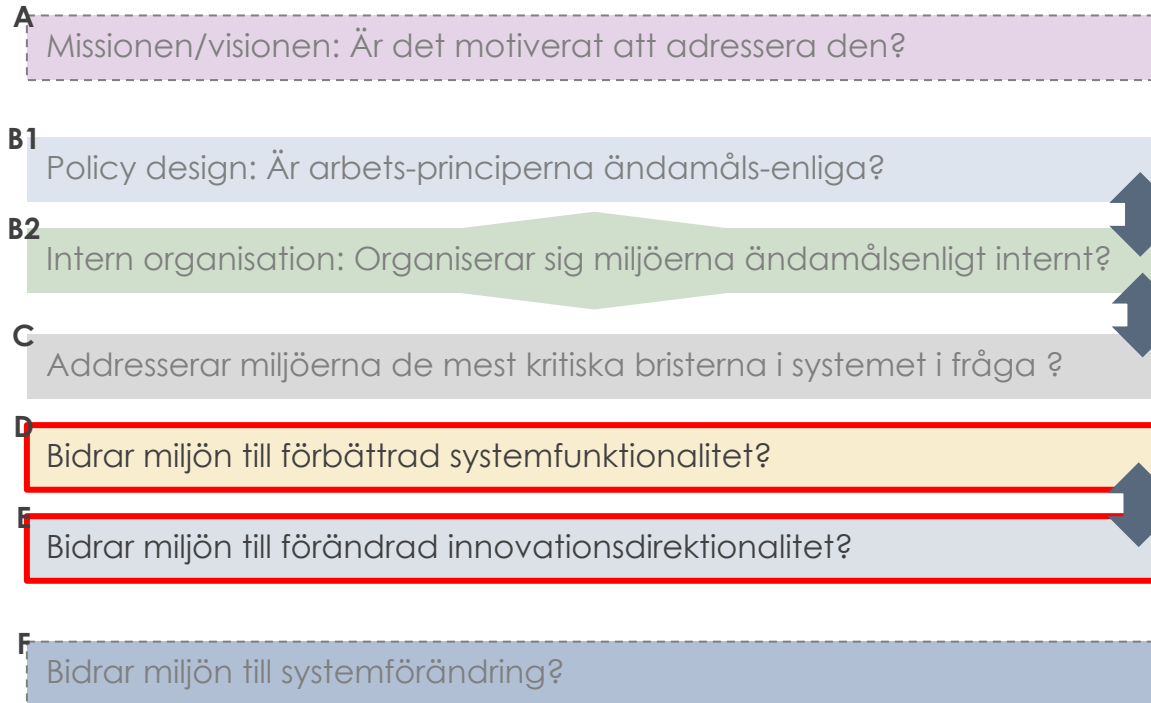 A
Missionen/visionen: Är det motiverat att adressera den?
B1
Policy design: Är arbets-principerna ändamåls-enliga?
B2
Intern organisation: Organiserar sig miljöerna ändamålsenligt internt?
C
Addresserar miljöerna de mest kritiska bristerna i systemet i fråga ?
D
Bidrar miljön till förbättrad systemfunktionalitet?
E
Bidrar miljön till förändrad innovationsdirektionalitet?
F
Bidrar miljön till systemförändring?